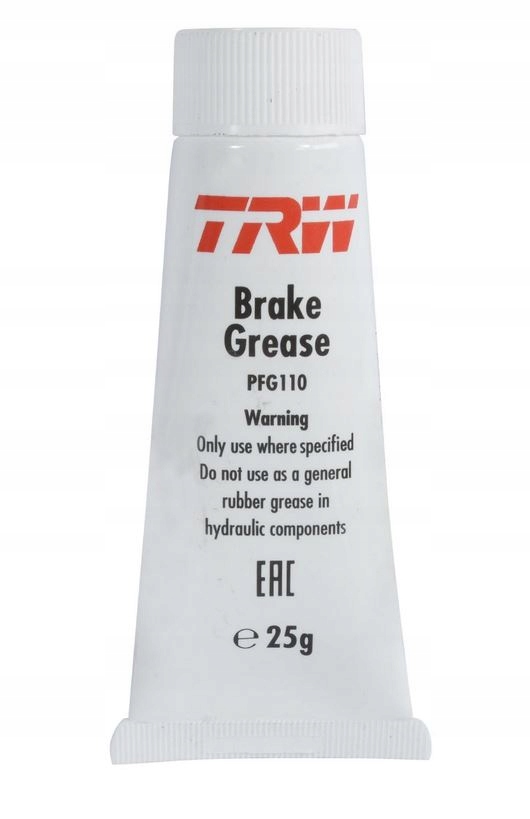 TRW
Brake
Grease
PFG110
Warning
Only use where specified
Do not use as a general
rubber grease in
hydraulic components
EAC
℮ 25g